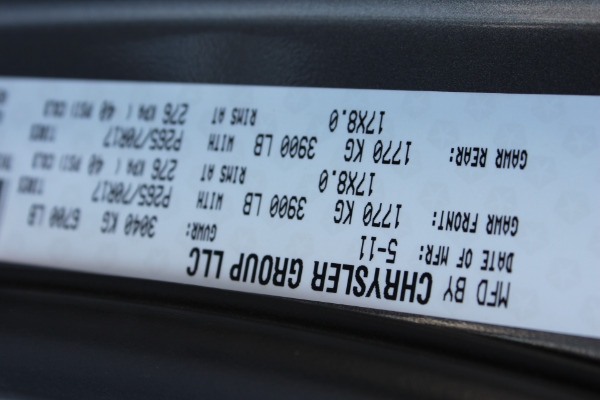 MFD BY CHRYSLER GROUP LLC
DATE OF MFR: 5-11 GVWR: 3040 KG 6700 LB
GAWR FRONT: 1770 KG 3900 LB WITH P265/70R17 TIRES
17X8.0 RIMS AT 276 KPA ( 40 PSI) COLD
GAWR REAR: 1770 KG 3900 LB WITH P265/70R17 TIRES
17X8.0 RIMS AT 276 KPA ( 40 PSI) COLD